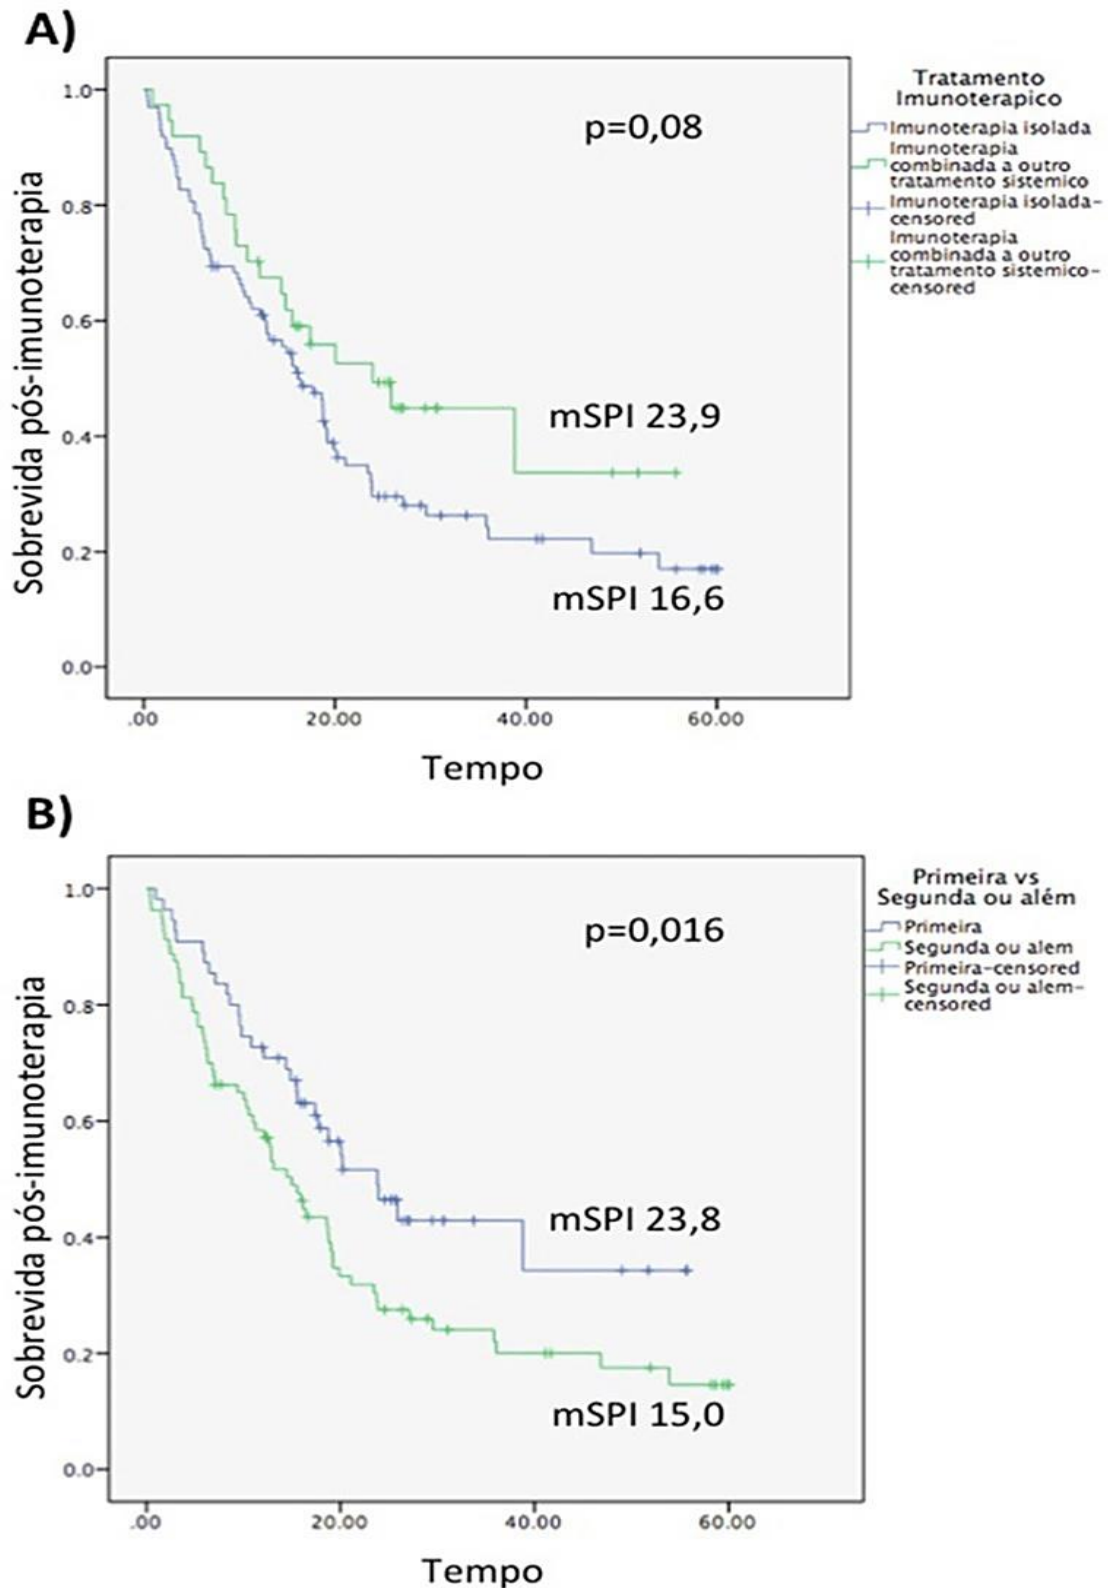 A)
Sobrevida pós-imunoterapia
1.0
0.8
0.6
0.4
0.2
0.0
p=0,08
mSPI 23,9
mSPI 16,6
.00
20.00
40.00
60.00
Tempo
Tratamento
Imunoterapico
Imunoterapia isolada
Imunoterapia
combinada a outro
tratamento sistemico
Imunoterapia isolada-
censored
Imunoterapia
combinada a outro
tratamento sistemico-
censored
B)
Sobrevida pós-imunoterapia
1.0
0.8
0.6
0.4
0.2
0.0
p=0,016
mSPI 23,8
mSPI 15,0
.00
20.00
40.00
60.00
Tempo
Primeira vs
Segunda ou além
Primeira
Segunda ou alem
Primeira-censored
Segunda ou alem-
censored